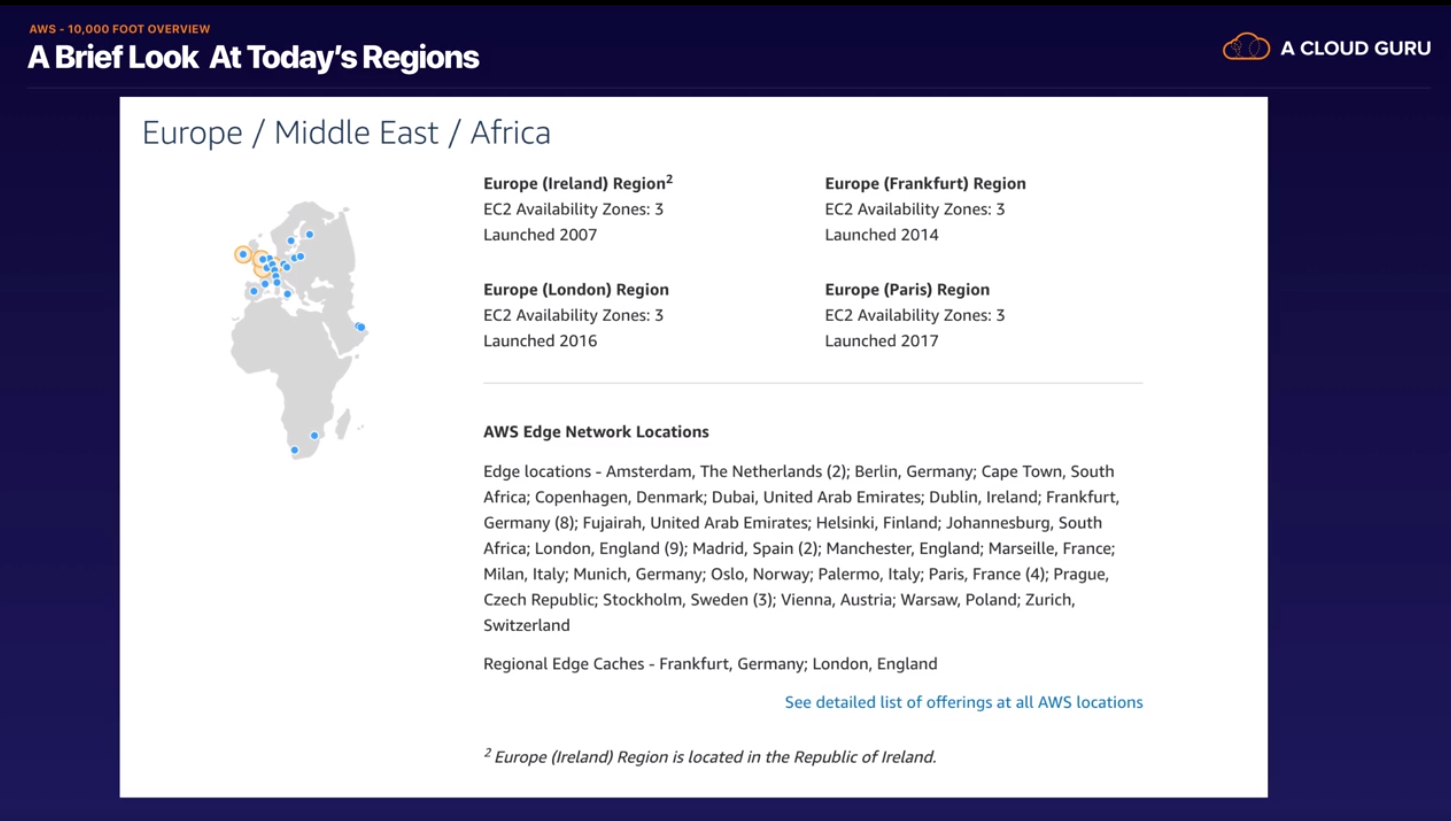 AWS - 10,000 FOOT OVERVIEW
A Brief Look At Today's Regions
A CLOUD GURU
Europe / Middle East / Africa
Europe (Ireland) Region²
EC2 Availability Zones: 3
Launched 2007
Europe (Frankfurt) Region
EC2 Availability Zones: 3
Launched 2014
Europe (London) Region
EC2 Availability Zones: 3
Launched 2016
Europe (Paris) Region
EC2 Availability Zones: 3
Launched 2017
AWS Edge Network Locations
Edge locations - Amsterdam, The Netherlands (2); Berlin, Germany; Cape Town, South
Africa; Copenhagen, Denmark; Dubai, United Arab Emirates; Dublin, Ireland; Frankfurt,
Germany (8); Fujairah, United Arab Emirates; Helsinki, Finland; Johannesburg, South
Africa; London, England (9); Madrid, Spain (2); Manchester, England; Marseille, France;
Milan, Italy; Munich, Germany; Oslo, Norway; Palermo, Italy; Paris, France (4); Prague,
Czech Republic; Stockholm, Sweden (3); Vienna, Austria; Warsaw, Poland; Zurich,
Switzerland
Regional Edge Caches - Frankfurt, Germany; London, England
See detailed list of offerings at all AWS locations
² Europe (Ireland) Region is located in the Republic of Ireland.